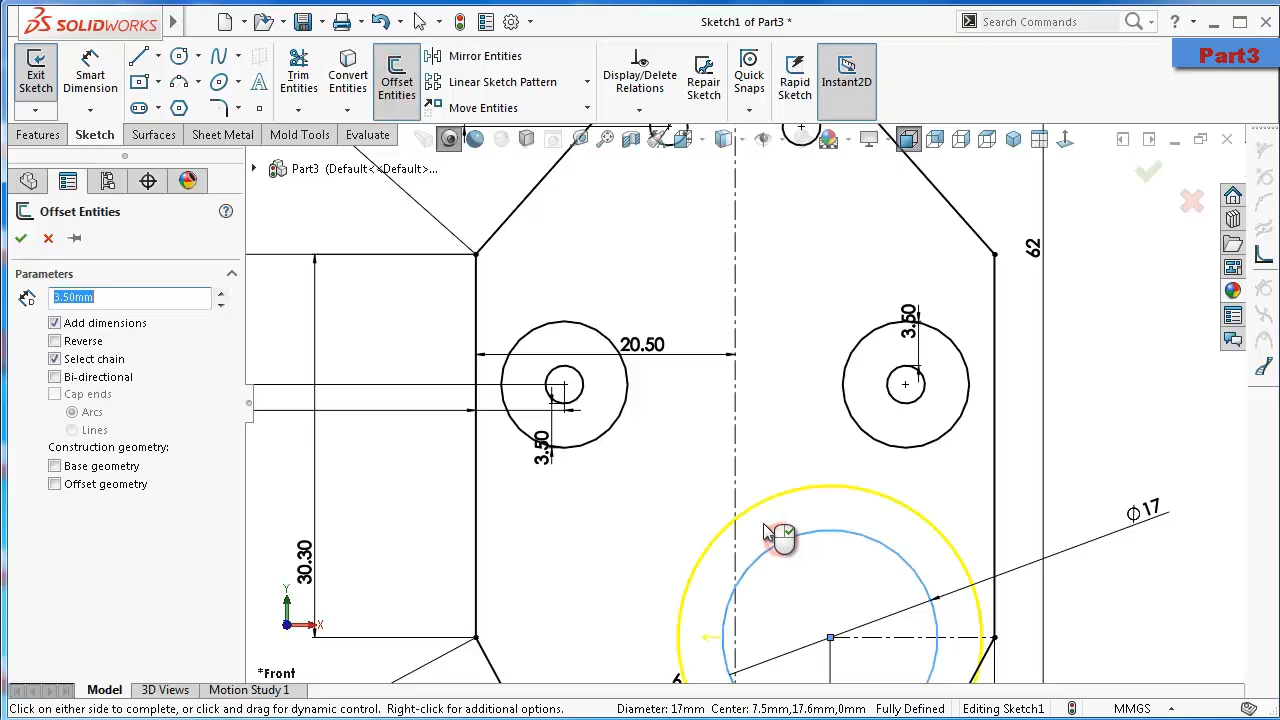 SOLIDWORKS
Sketch1 of Part3 *
Search Commands
Part3
Exit
Sketch
Smart
Dimension
Trim
Entities
Convert
Entities
Offset
Entities
Mirror Entities
Linear Sketch Pattern
Move Entities
Display/Delete
Relations
Repair
Sketch
Quick
Snaps
Rapid
Sketch
Instant2D
Features
Sketch
Surfaces
Sheet Metal
Mold Tools
Evaluate
Part3 (Default<<Default>...
Offset Entities
Parameters
3.50mm
Add dimensions
Reverse
Select chain
Bi-directional
Cap ends
Arcs
Lines
Construction geometry:
Base geometry
Offset geometry
62
20.50
3.50
3.50
30.30
Φ17
6
Y
X
*Front
Model
3D Views
Motion Study 1
Click on either side to complete, or click and drag for dynamic control. Right-click for additional options.
Diameter: 17mm Center: 7.5mm,17.6mm,0mm
Fully Defined
Editing Sketch1
MMGS